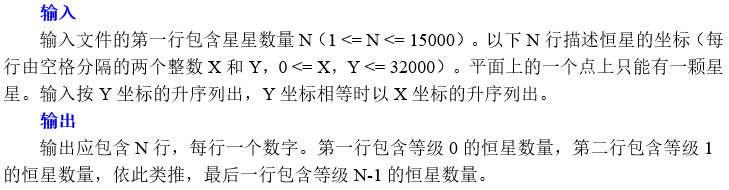 输入
输入文件的第一行包含星星数量 N（1 <= N <= 15000）。以下 N 行描述恒星的坐标（每
行由空格分隔的两个整数 X 和 Y，0 <= X，Y <= 32000）。平面上的一个点上只能有一颗星
星。输入按 Y 坐标的升序列出，Y 坐标相等时以 X 坐标的升序列出。
输出
输出应包含 N 行，每行一个数字。第一行包含等级 0 的恒星数量，第二行包含等级 1
的恒星数量，依此类推，最后一行包含等级 N-1 的恒星数量。